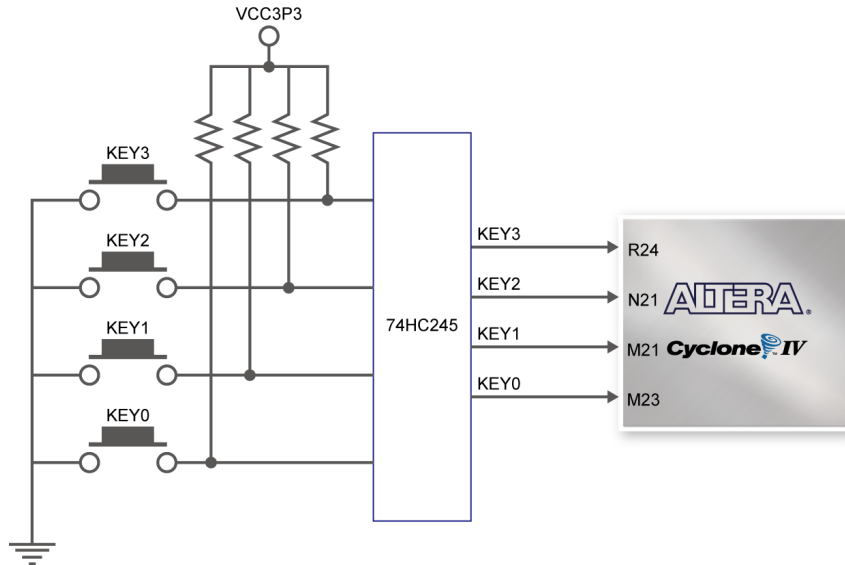 VCC3P3
KEY3
KEY2
KEY1
KEY0
74HC245
KEY3
KEY2
KEY1
KEY0
R24
N21
M21
M23
ALTERA.
Cyclone IV